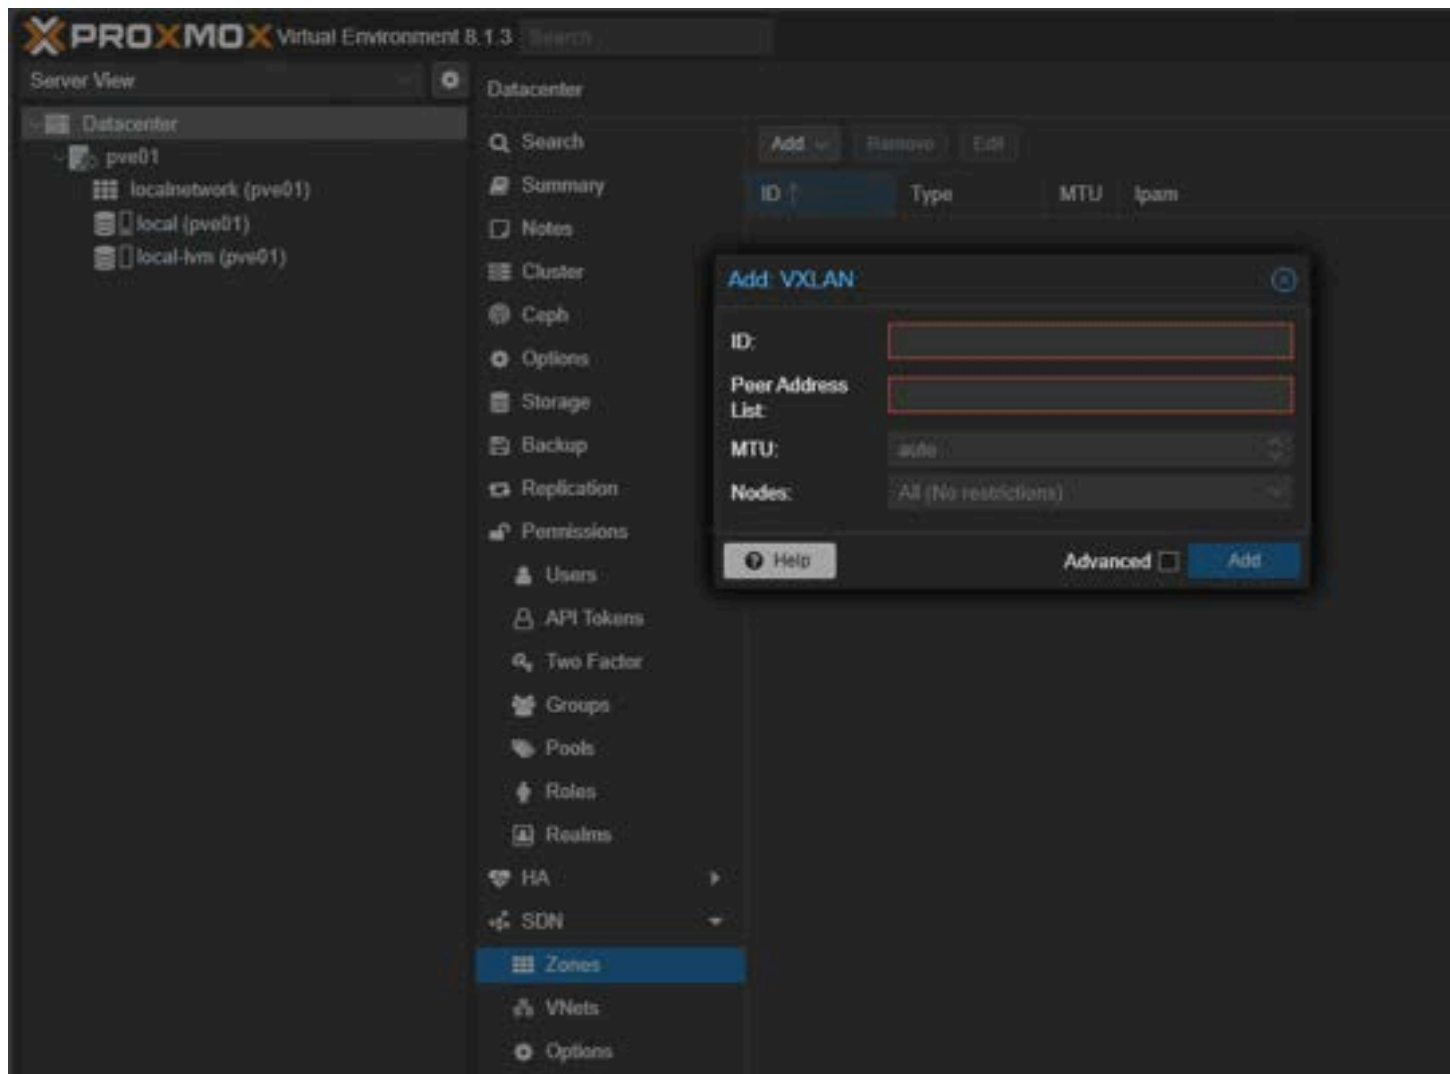 PROXMOX Virtual Environment 8.1.3 Search
Server View
Datacenter
pve01
localnetwork (pve01)
local (pve01)
local-lvm (pve01)
Datacenter
Search
Summary
Notes
Cluster
Ceph
Options
Storage
Backup
Replication
Permissions
Users
API Tokens
Two Factor
Groups
Pools
Roles
Realms
HA
SDN
Zones
VNets
Options
Add Remove Edit
ID ↑ Type MTU Ipam
Add: VXLAN
ID:
Peer Address
List:
MTU: auto
Nodes: All (No restrictions)
Help Advanced Add